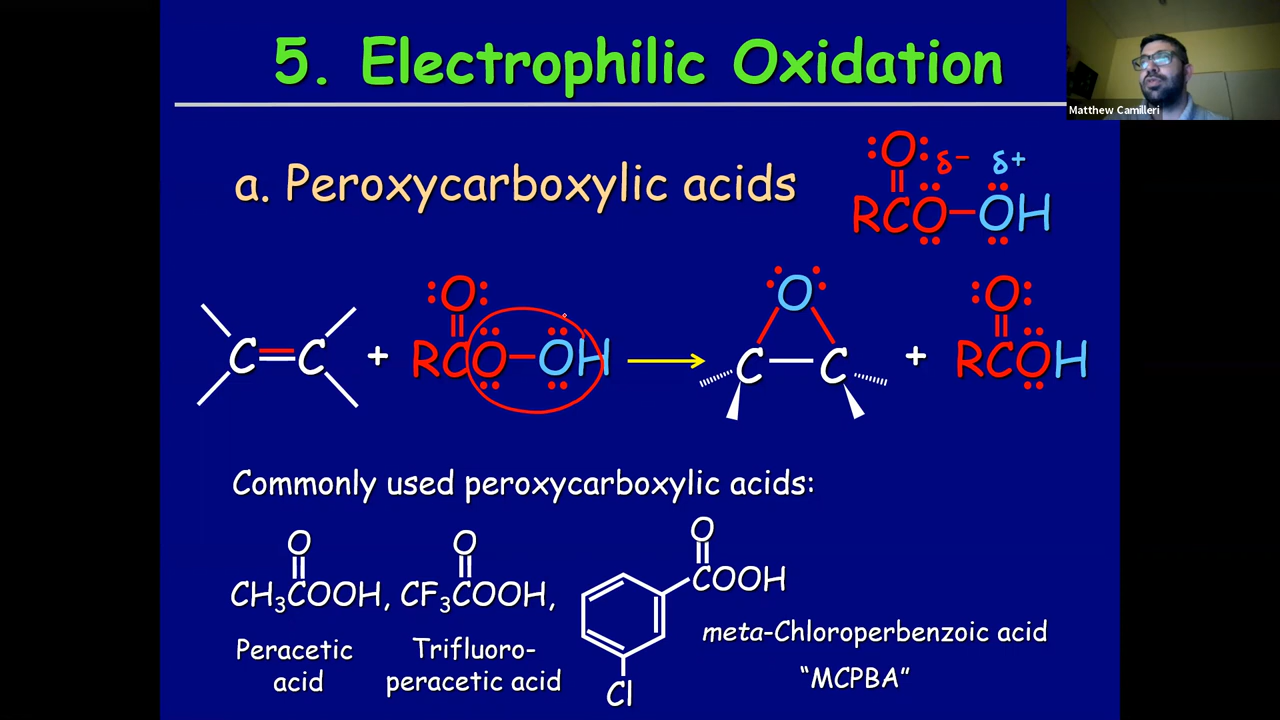 5. Electrophilic Oxidation
Matthew Camilleri
a. Peroxycarboxylic acids
:O: δ− δ+
RCO–OH
:O: O :O:
C=C + RCO–OH → C–C + RCOH
Commonly used peroxycarboxylic acids:
O O O
CH₃COOH, CF₃COOH, COOH
Peracetic acid
Trifluoro-
peracetic acid
meta-Chloroperbenzoic acid
“MCPBA”
Cl